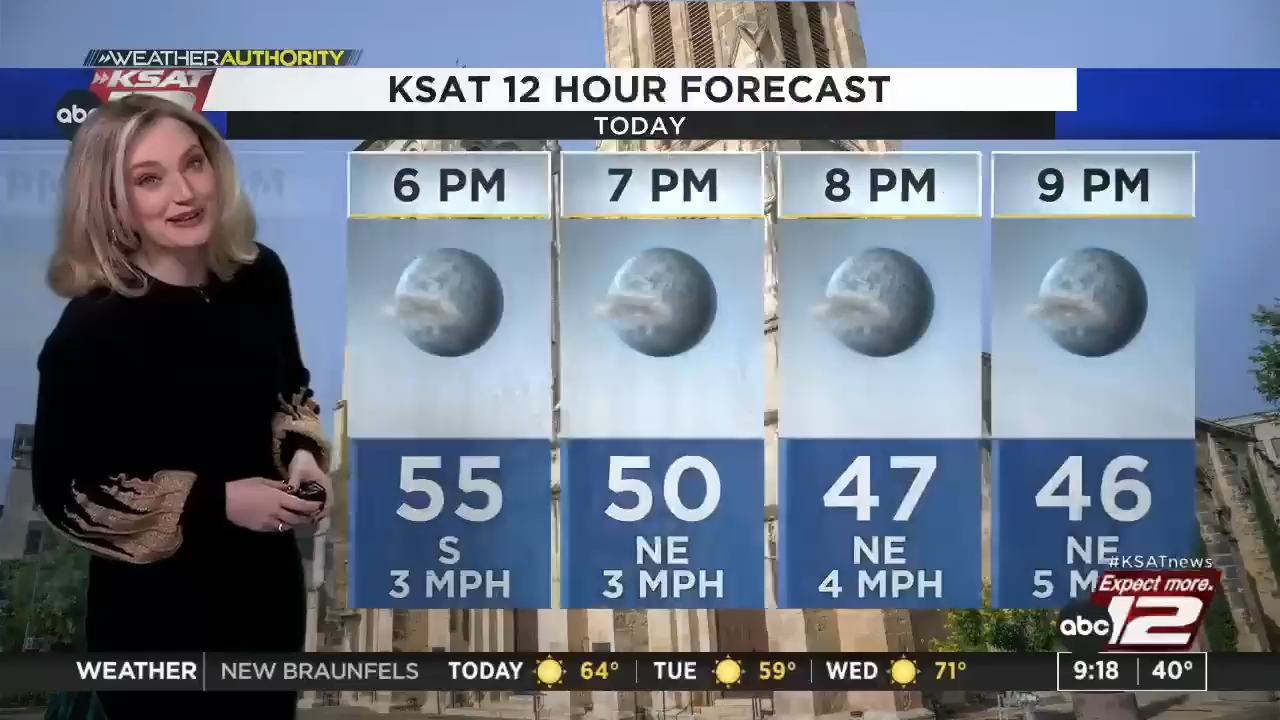 »WEATHERAUTHORITY
»KSAT
abc
KSAT 12 HOUR FORECAST
TODAY
6 PM
7 PM
8 PM
9 PM
55
50
47
46
S
NE
NE
NE
3 MPH
3 MPH
4 MPH
5 M
#KSATnews
Expect more.
abc 12
WEATHER NEW BRAUNFELS TODAY 64° TUE 59° WED 71° 9:18 40°